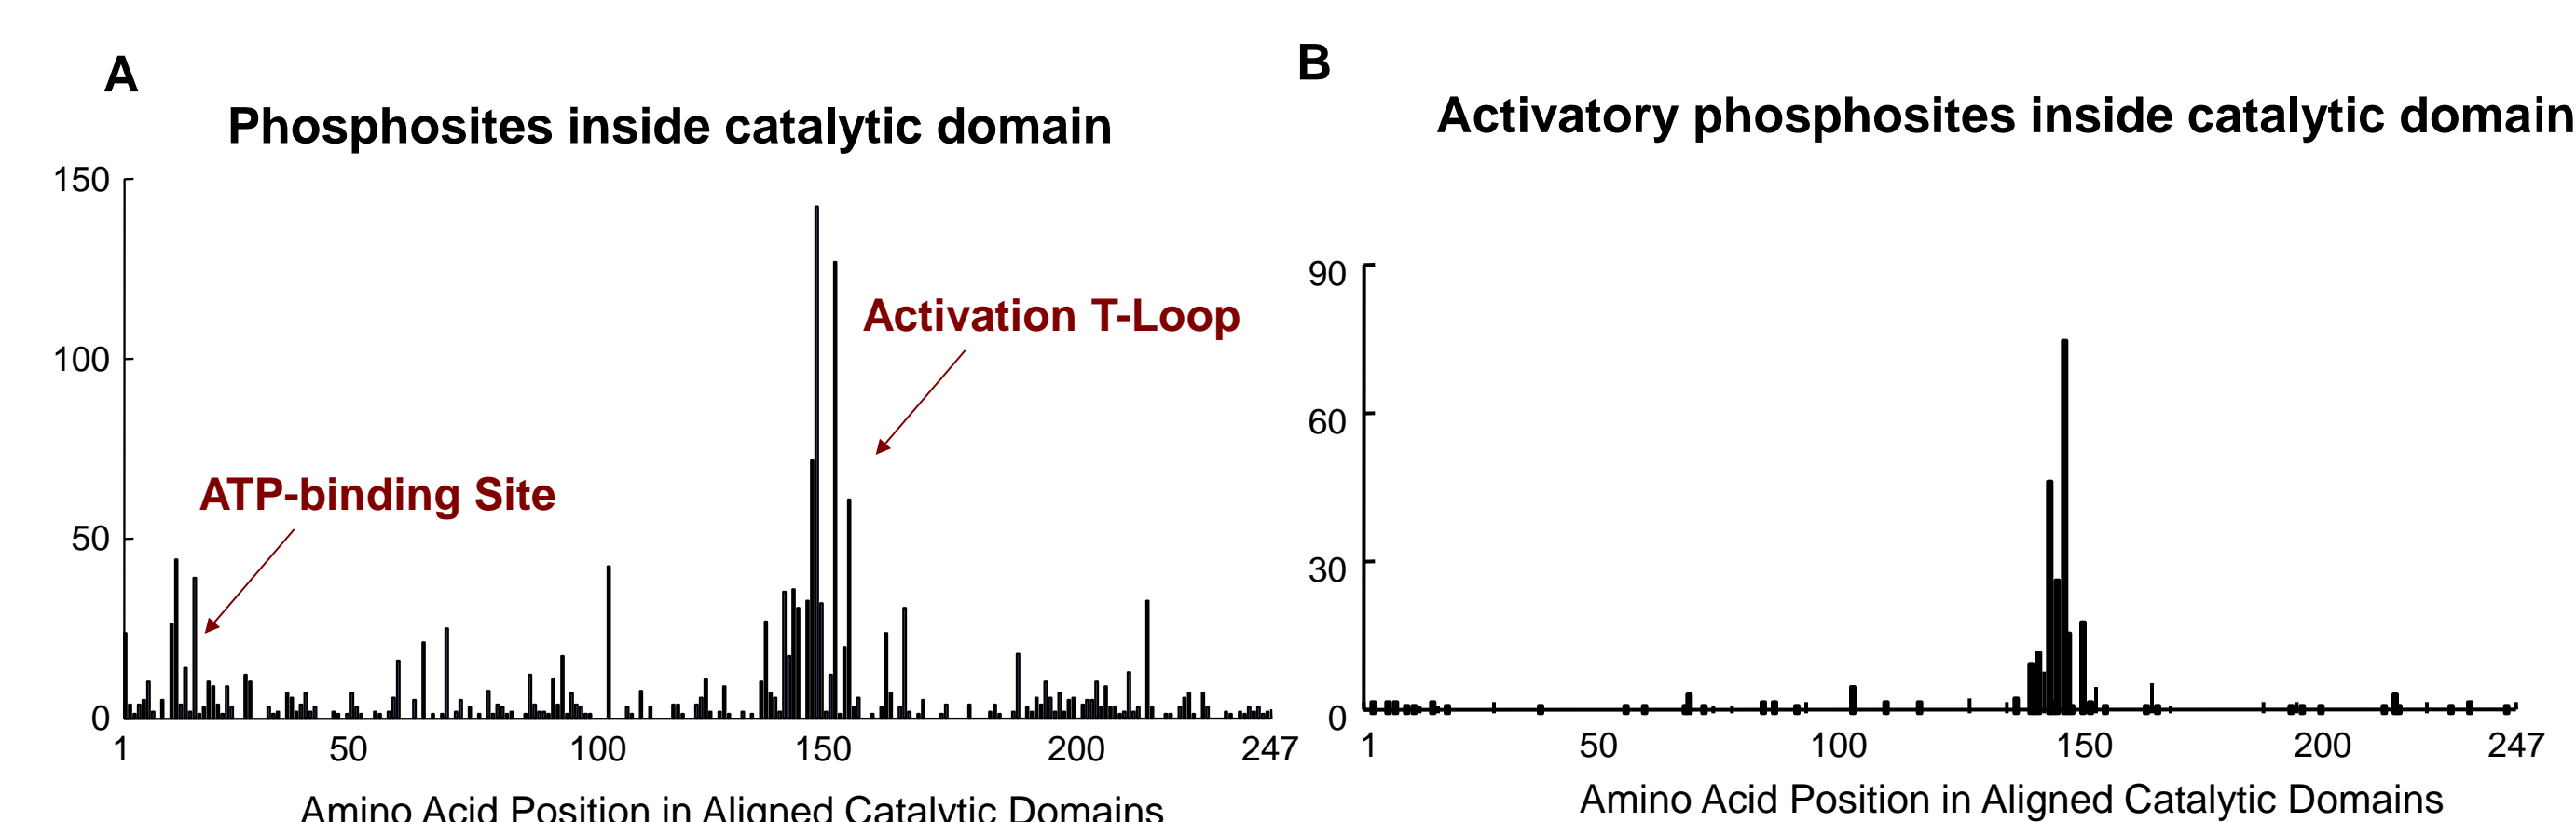 A
Phosphosites inside catalytic domain
150
100
50
0
Activation T-Loop
ATP-binding Site
1 50 100 150 200 247
Amino Acid Position in Aligned Catalytic Domains
B
Activatory phosphosites inside catalytic domain
90
60
30
0
1 50 100 150 200 247
Amino Acid Position in Aligned Catalytic Domains